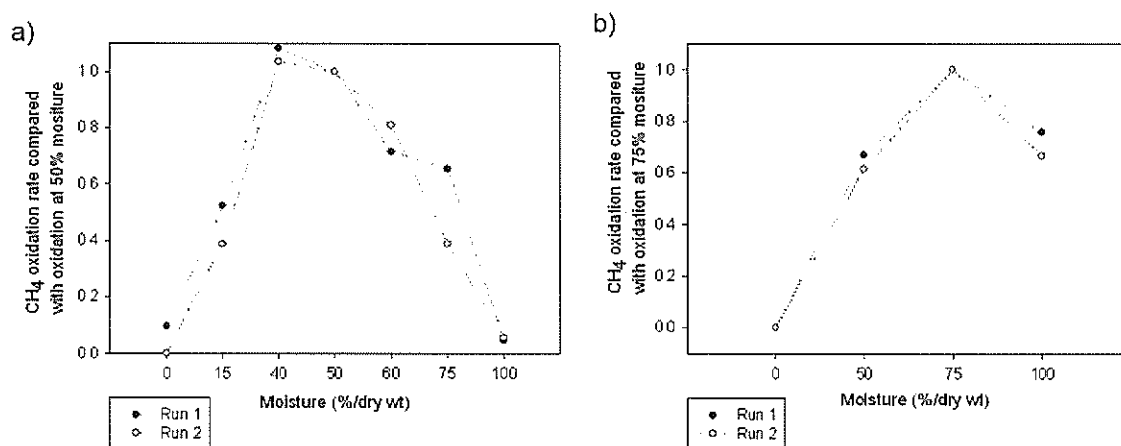 a)
CH4 oxidation rate compared
with oxidation at 50% mositure
1.0
0.8
0.6
0.4
0.2
0.0
0 15 40 50 60 75 100
Moisture (%/dry wt)
Run 1
Run 2
b)
CH4 oxidation rate compared
with oxidation at 75% mositure
1.0
0.8
0.6
0.4
0.2
0.0
0 50 75 100
Moisture (%/dry wt)
Run 1
Run 2